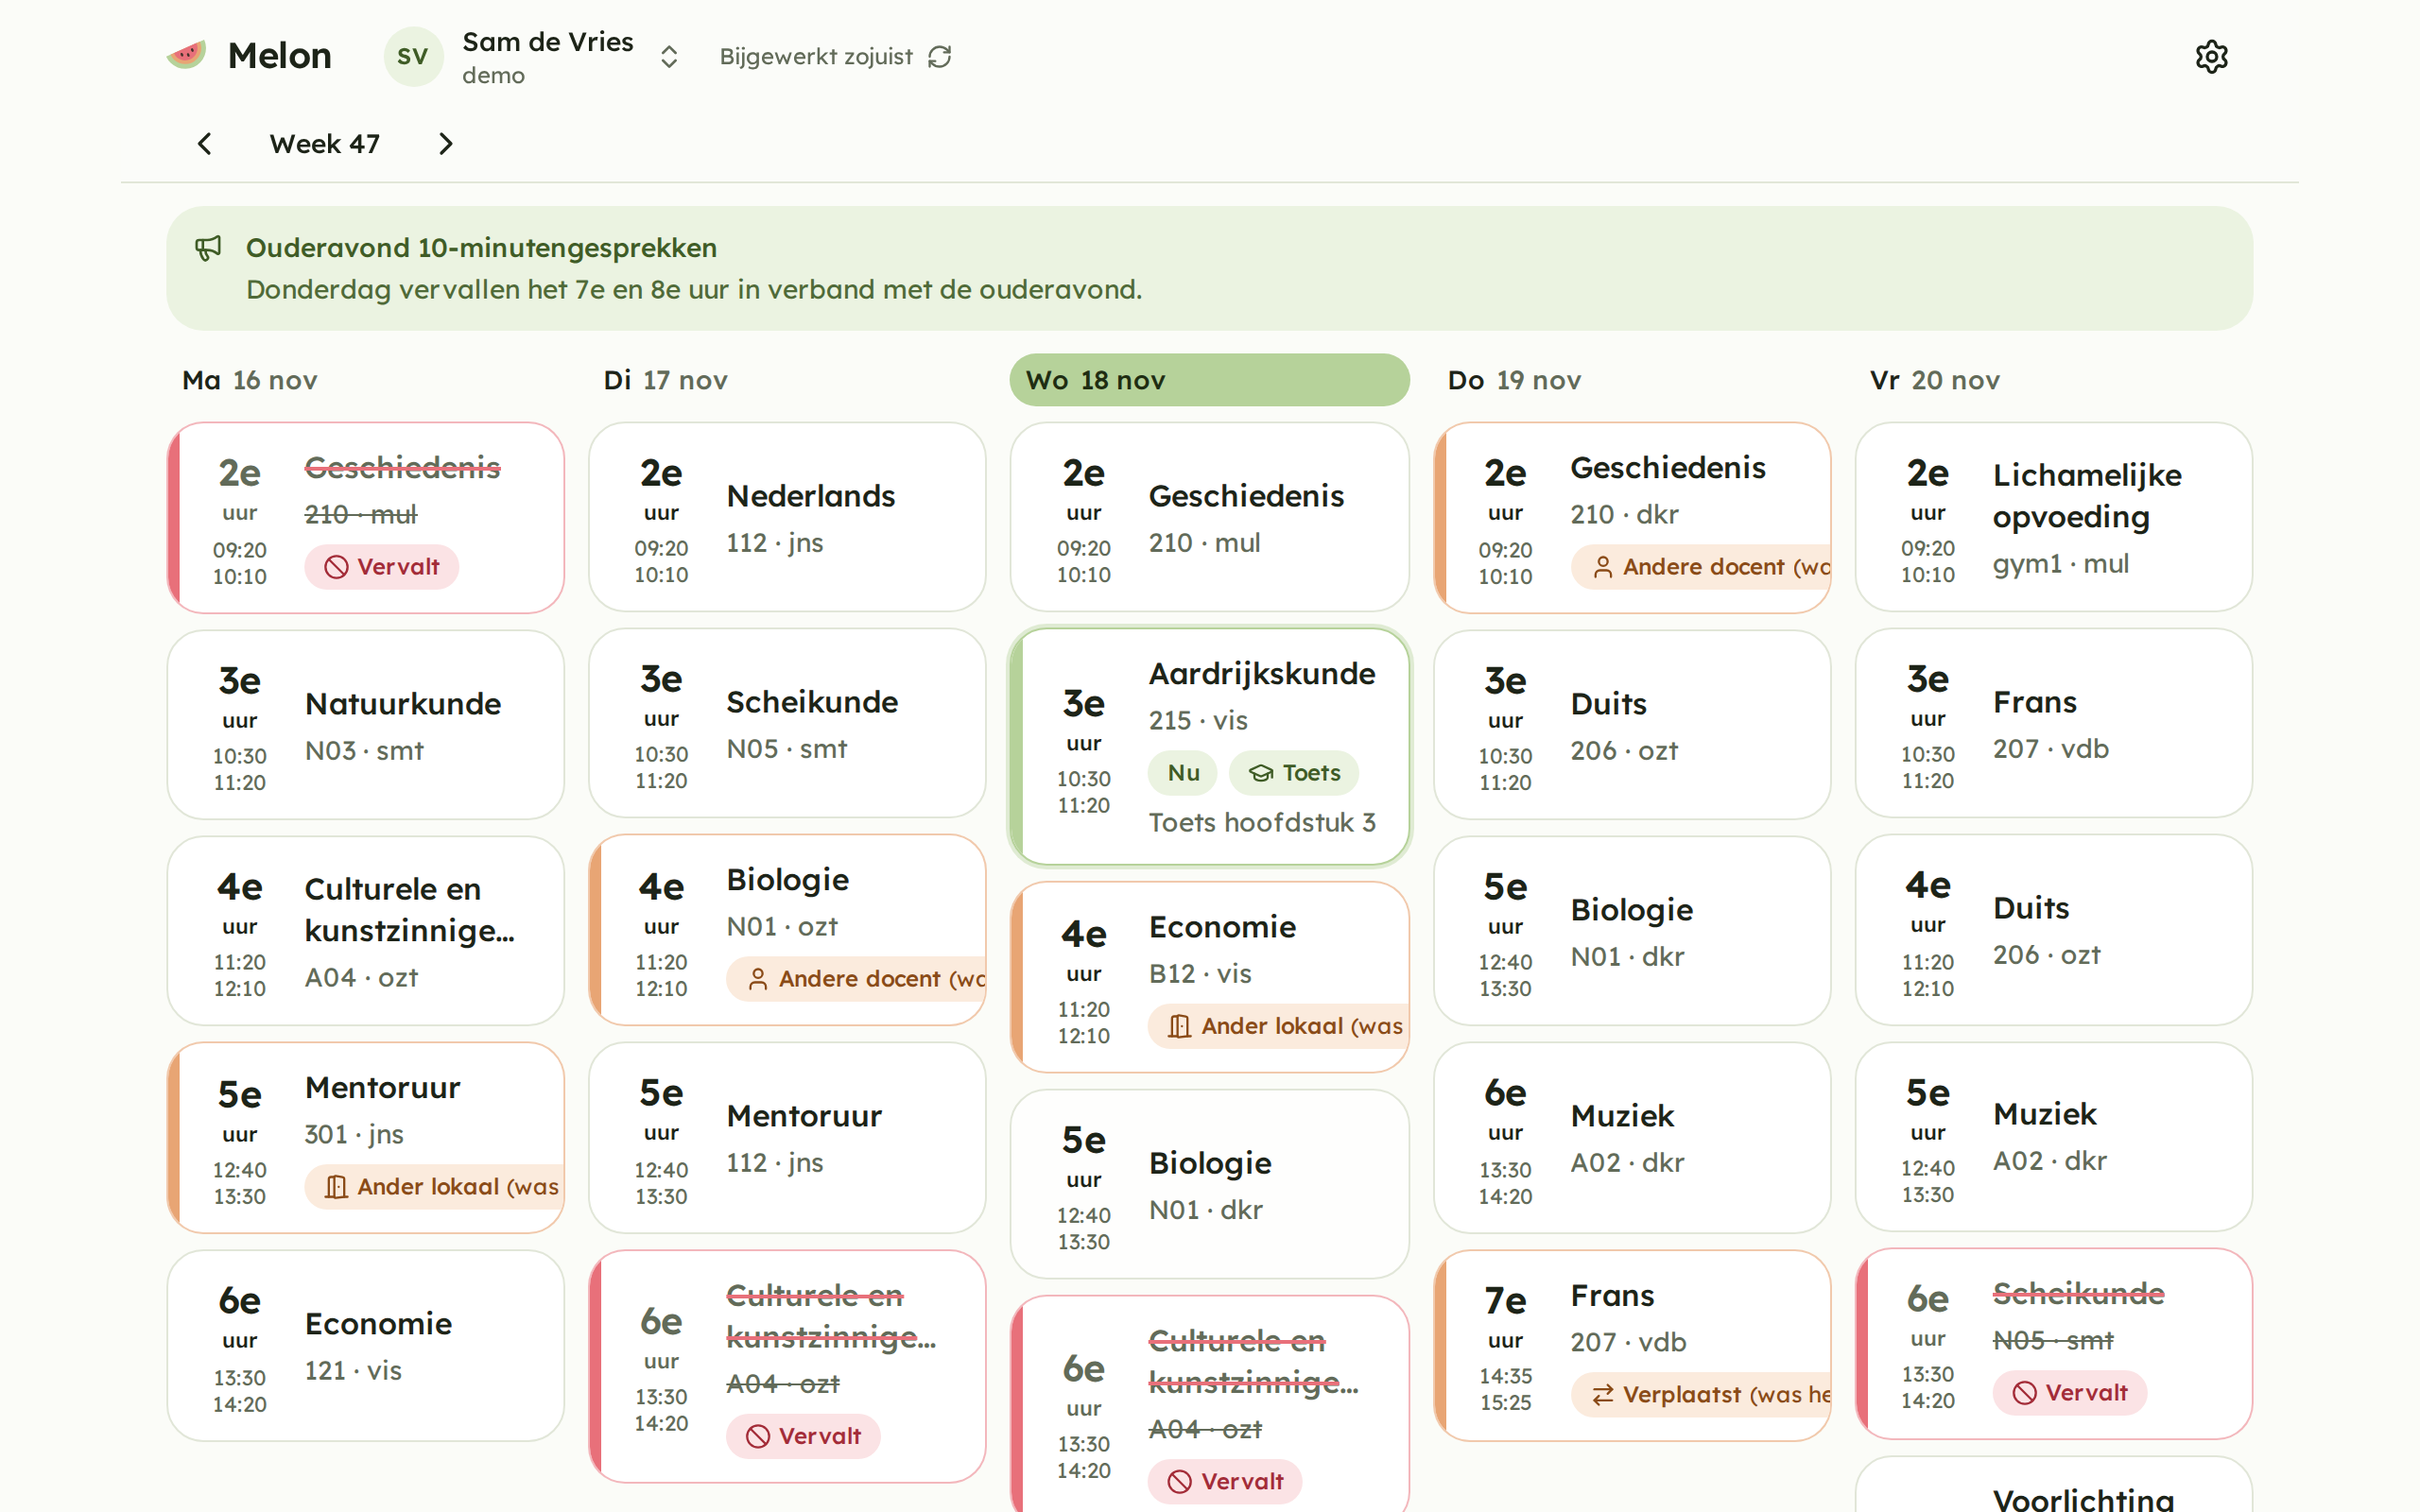 Melon
SV
Sam de Vries
demo
Bijgewerkt zojuist
Week 47
Ouderavond 10-minutengesprekken
Donderdag vervallen het 7e en 8e uur in verband met de ouderavond.
Ma 16 nov
2e
uur
09:20
10:10
Geschiedenis
210 · mul
Vervalt
3e
uur
10:30
11:20
Natuurkunde
N03 · smt
4e
uur
11:20
12:10
Culturele en
kunstzinnige...
A04 · ozt
5e
uur
12:40
13:30
Mentoruur
301 · jns
Ander lokaal (was
6e
uur
13:30
14:20
Economie
121 · vis
Di 17 nov
2e
uur
09:20
10:10
Nederlands
112 · jns
3e
uur
10:30
11:20
Scheikunde
N05 · smt
4e
uur
11:20
12:10
Biologie
N01 · ozt
Andere docent (wa
5e
uur
12:40
13:30
Mentoruur
112 · jns
6e
uur
13:30
14:20
Culturele en
kunstzinnige...
A04 · ozt
Vervalt
Wo 18 nov
2e
uur
09:20
10:10
Geschiedenis
210 · mul
3e
uur
10:30
11:20
Aardrijkskunde
215 · vis
Nu
Toets
Toets hoofdstuk 3
4e
uur
11:20
12:10
Economie
B12 · vis
Ander lokaal (was
5e
uur
12:40
13:30
Biologie
N01 · dkr
6e
uur
13:30
14:20
Culturele en
kunstzinnige...
A04 · ozt
Vervalt
Do 19 nov
2e
uur
09:20
10:10
Geschiedenis
210 · dkr
Andere docent (wa
3e
uur
10:30
11:20
Duits
206 · ozt
5e
uur
12:40
13:30
Biologie
N01 · dkr
6e
uur
13:30
14:20
Muziek
A02 · dkr
7e
uur
14:35
15:25
Frans
207 · vdb
Verplaatst (was he
Vr 20 nov
2e
uur
09:20
10:10
Lichamelijke
opvoeding
gym1 · mul
3e
uur
10:30
11:20
Frans
207 · vdb
4e
uur
11:20
12:10
Duits
206 · ozt
5e
uur
12:40
13:30
Muziek
A02 · dkr
6e
uur
13:30
14:20
Scheikunde
N05 · smt
Vervalt
Voorlichting